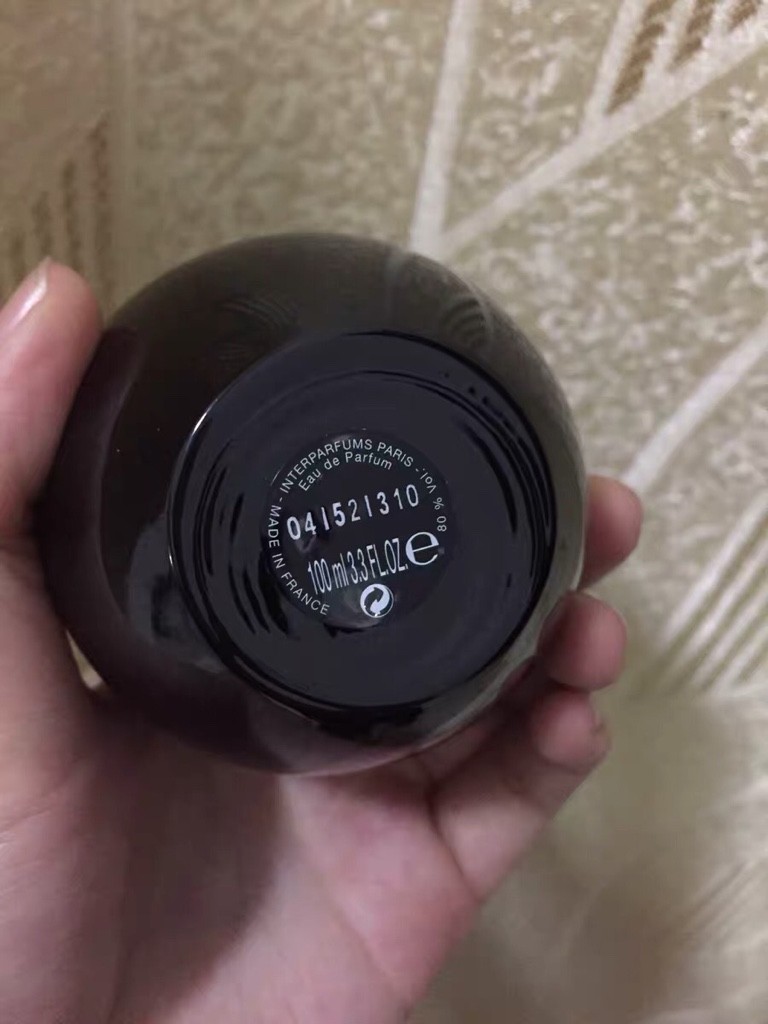 MADE IN FRANCE - INTERPARFUMS PARIS - 80 % vol.
Eau de Parfum
041521310
100 ml 3.3 FL.OZ. e